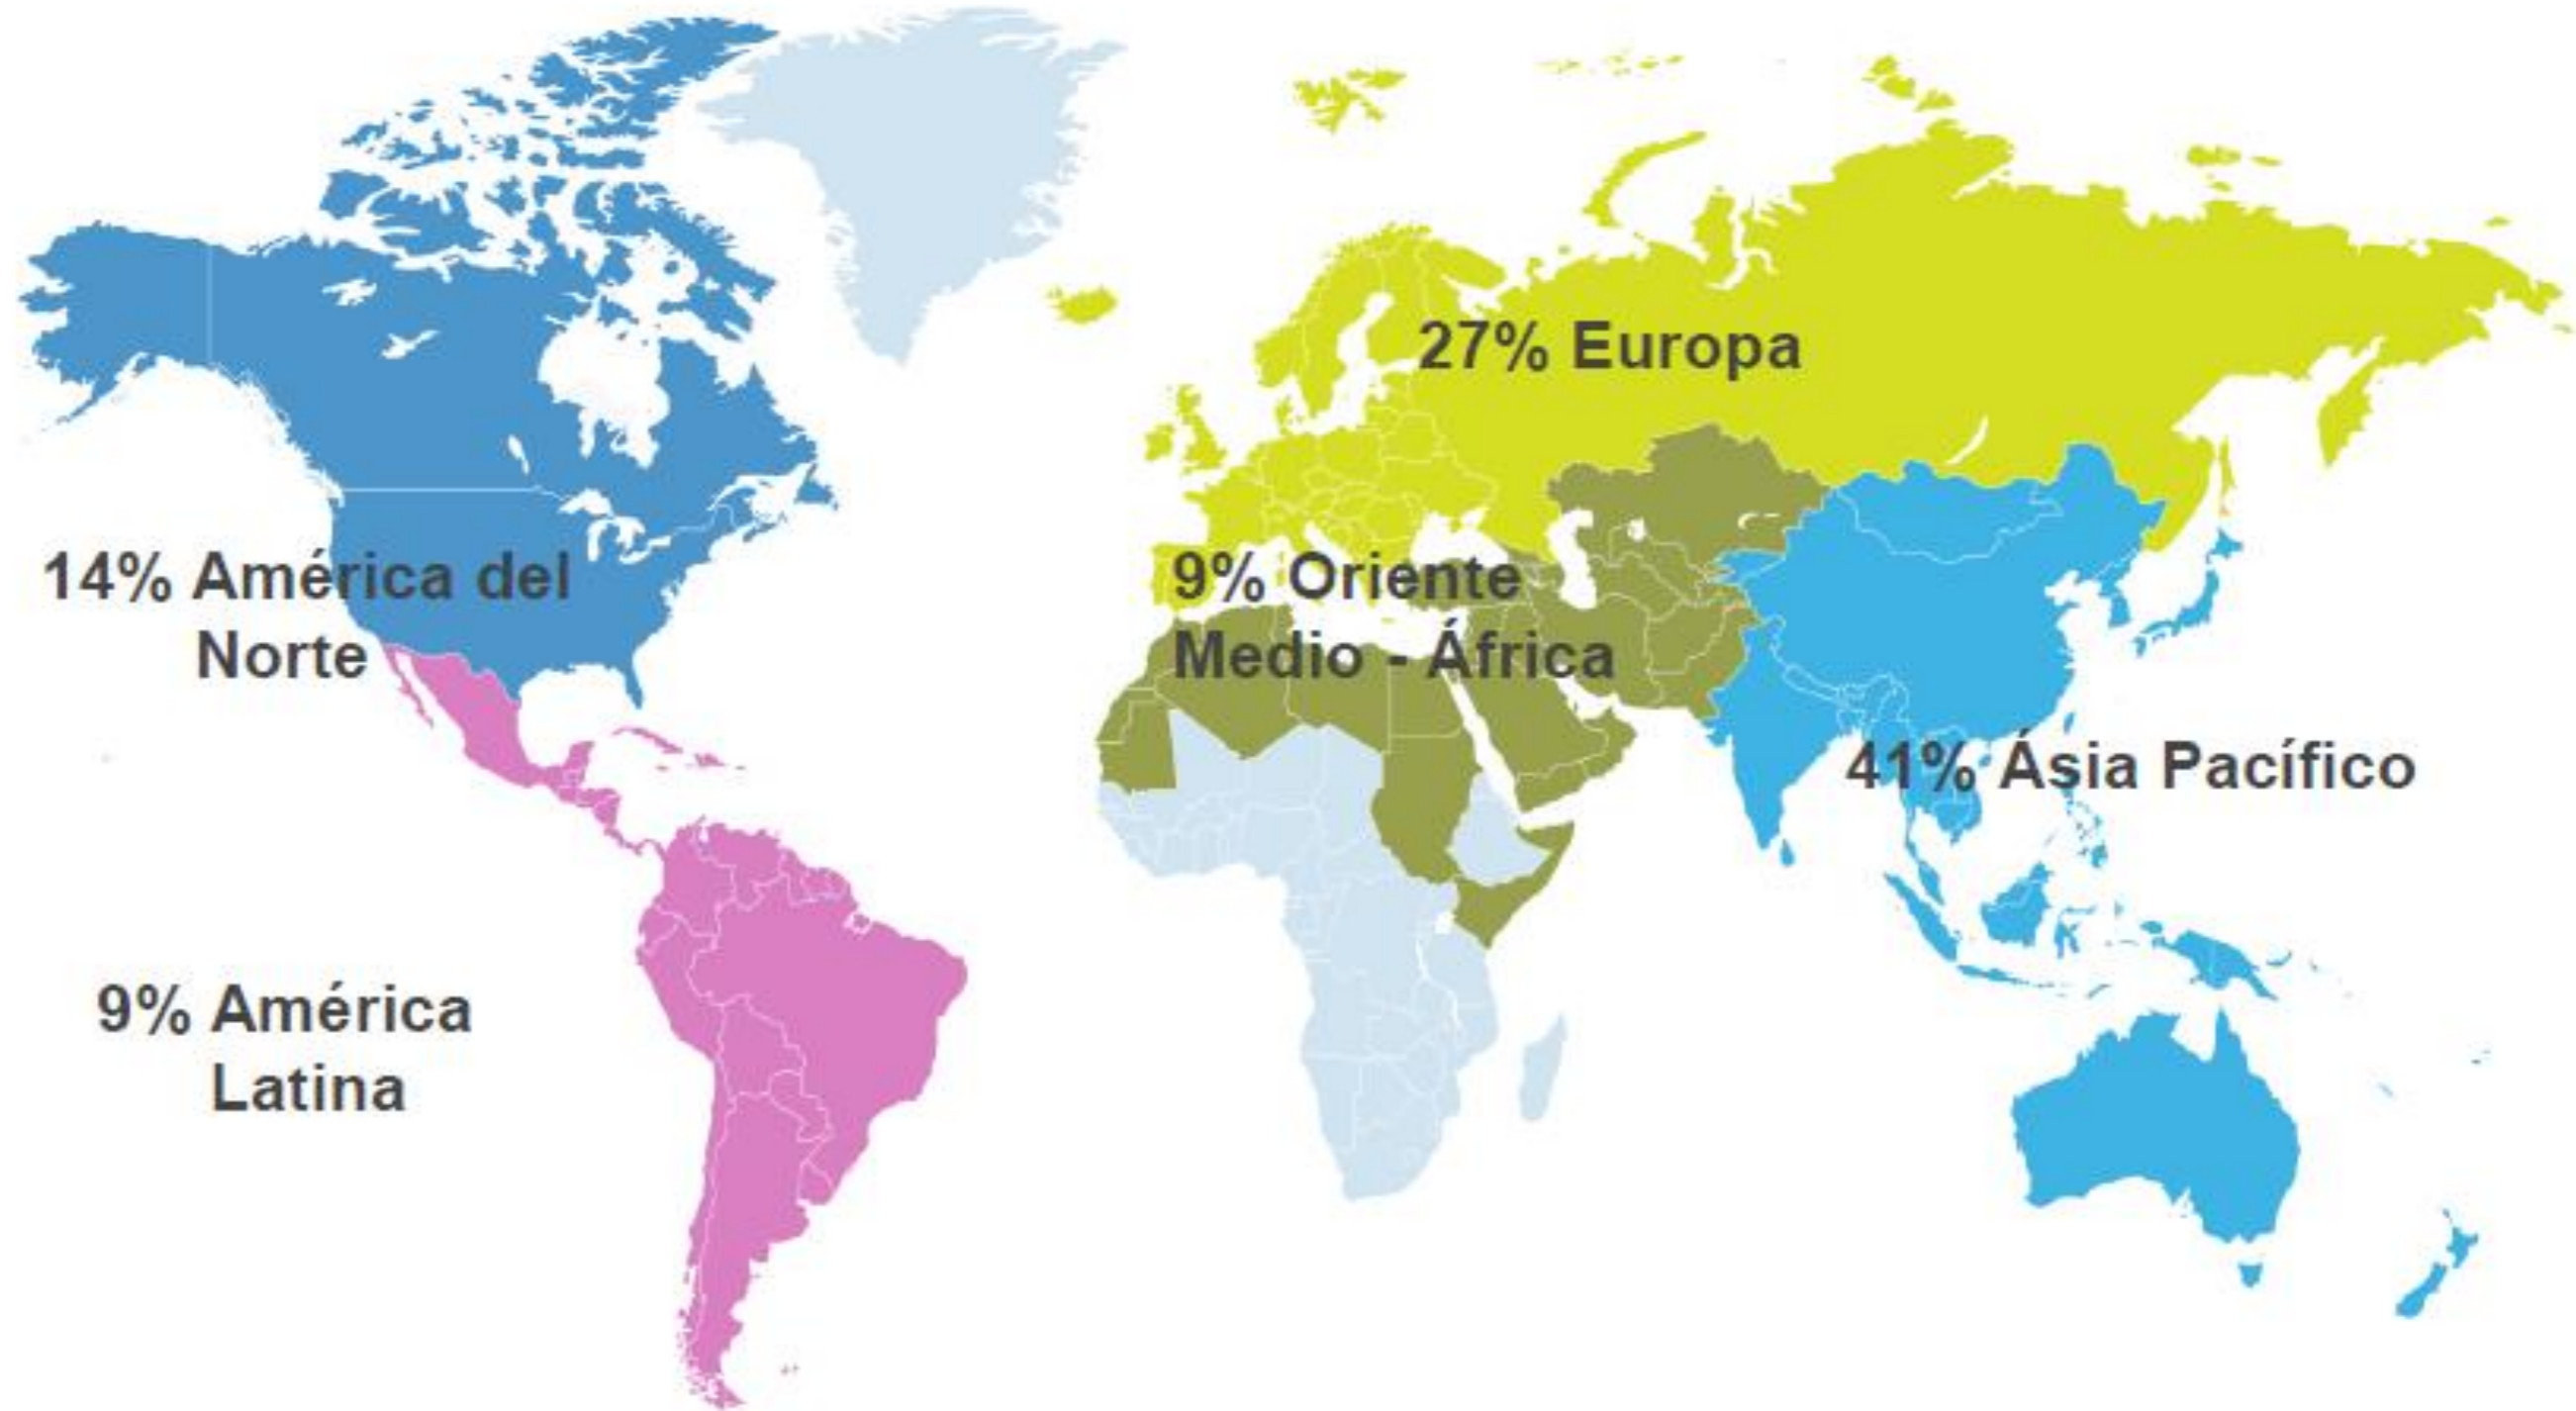 27% Europa
14% América del
Norte
9% Oriente
Medio - África
41% Ásia Pacífico
9% América
Latina